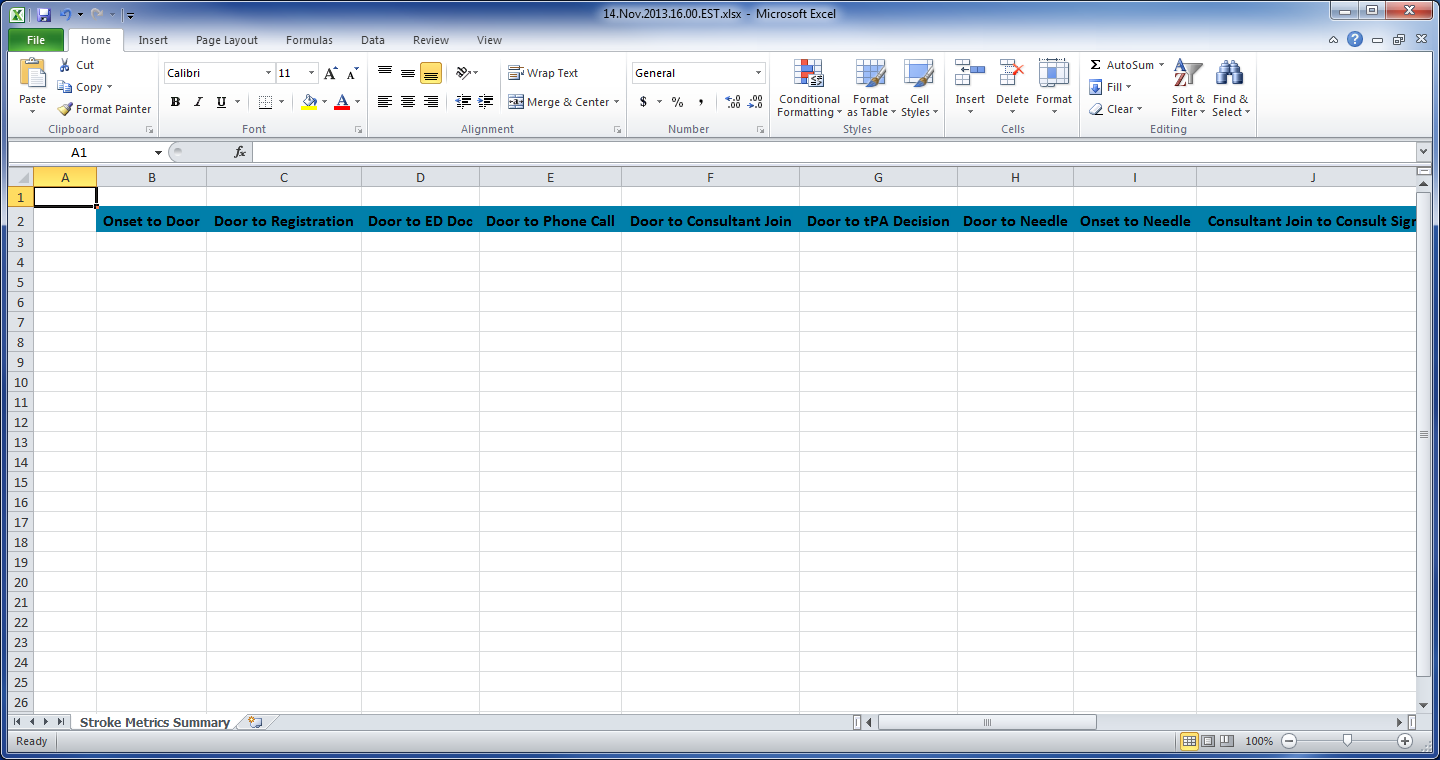 14.Nov.2013.16.00.EST.xlsx - Microsoft Excel
File Home Insert Page Layout Formulas Data Review View
Paste Cut Copy Format Painter
Calibri 11
B I U
Wrap Text
Merge & Center
General
$ % , .00 .0
Conditional Formatting Format as Table Cell Styles
Insert Delete Format
Σ AutoSum Fill Clear
Sort & Filter Find & Select
Clipboard Font Alignment Number Styles Cells Editing
A1 fx
A B C D E F G H I J
1
2 Onset to Door Door to Registration Door to ED Doc Door to Phone Call Door to Consultant Join Door to tPA Decision Door to Needle Onset to Needle Consultant Join to Consult Sign
3
4
5
6
7
8
9
10
11
12
13
14
15
16
17
18
19
20
21
22
23
24
25
26
Stroke Metrics Summary
Ready 100%